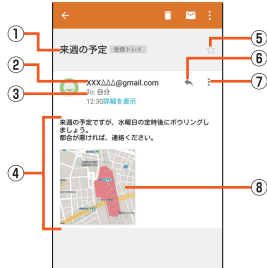 ①
来週の予定 受信トレイ
⑤
②
XXX△△△@gmail.com
⑥
③
To: 自分
⑦
12:30詳細を表示
来週の予定ですが、水曜日の定時後にボウリングし
ましょう。
都合が悪ければ、連絡ください。
④
⑧